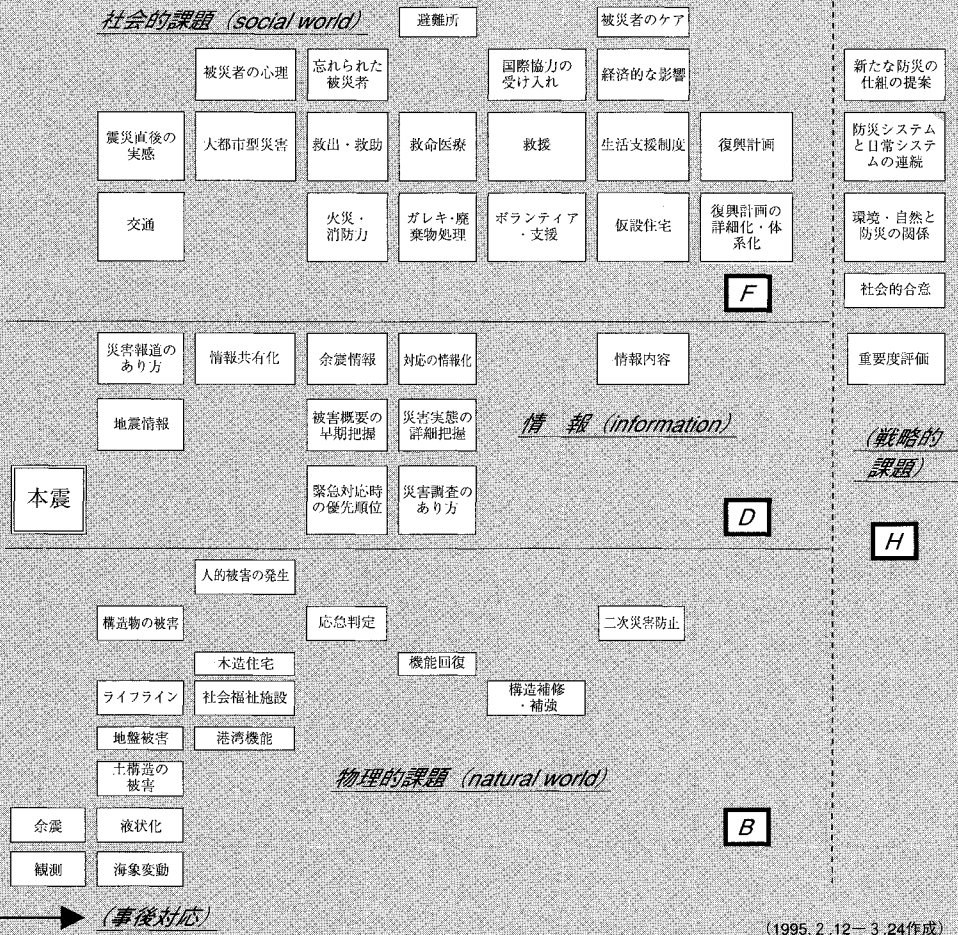 社会的課題 (social world)
避難所
被災者のケア
被災者の心理
忘れられた
被災者
国際協力の
受け入れ
経済的な影響
新たな防災の
仕組の提案
震災直後の
実感
大都市型災害
救出・救助
救命医療
救援
生活支援制度
復興計画
防災システム
と日常システ
ムの連続
交通
火災・
消防力
ガレキ・廃
棄物処理
ボランティア
・支援
仮設住宅
復興計画の
詳細化・体
系化
環境・自然と
防災の関係
F
社会的合意
災害報道の
あり方
情報共有化
余震情報
対応の情報化
情報内容
重要度評価
地震情報
被害概要の
早期把握
災害実態の
詳細把握
情 報 (information)
(戦略的
課題)
本震
緊急対応時
の優先順位
災害調査の
あり方
D
H
人的被害の発生
構造物の被害
応急判定
二次災害防止
木造住宅
機能回復
ライフライン
社会福祉施設
構造補修
・補強
地盤被害
港湾機能
土構造の
被害
物理的課題 (natural world)
余震
液状化
B
観測
海象変動
(事後対応)
(1995. 2 .12— 3 .24作成)